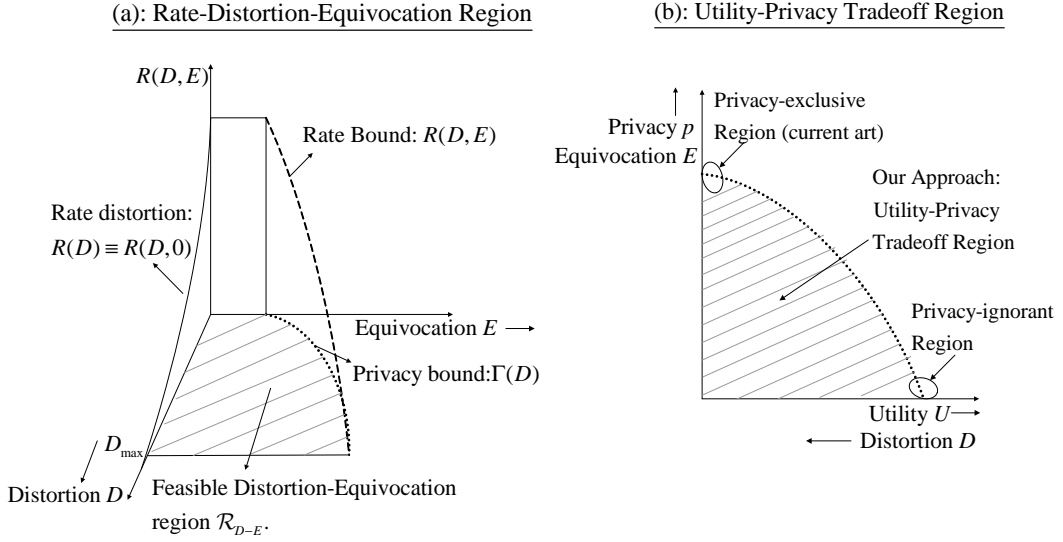 (a): Rate-Distortion-Equivocation Region
R(D, E)
Rate Bound: R(D, E)
Rate distortion:
R(D) ≡ R(D, 0)
Equivocation E
Privacy bound:Γ(D)
D_max
Distortion D
Feasible Distortion-Equivocation
region ℛ_{D−E}.
(b): Utility-Privacy Tradeoff Region
Privacy-exclusive
Region (current art)
Privacy p
Equivocation E
Our Approach:
Utility-Privacy
Tradeoff Region
Privacy-ignorant
Region
Utility U
Distortion D